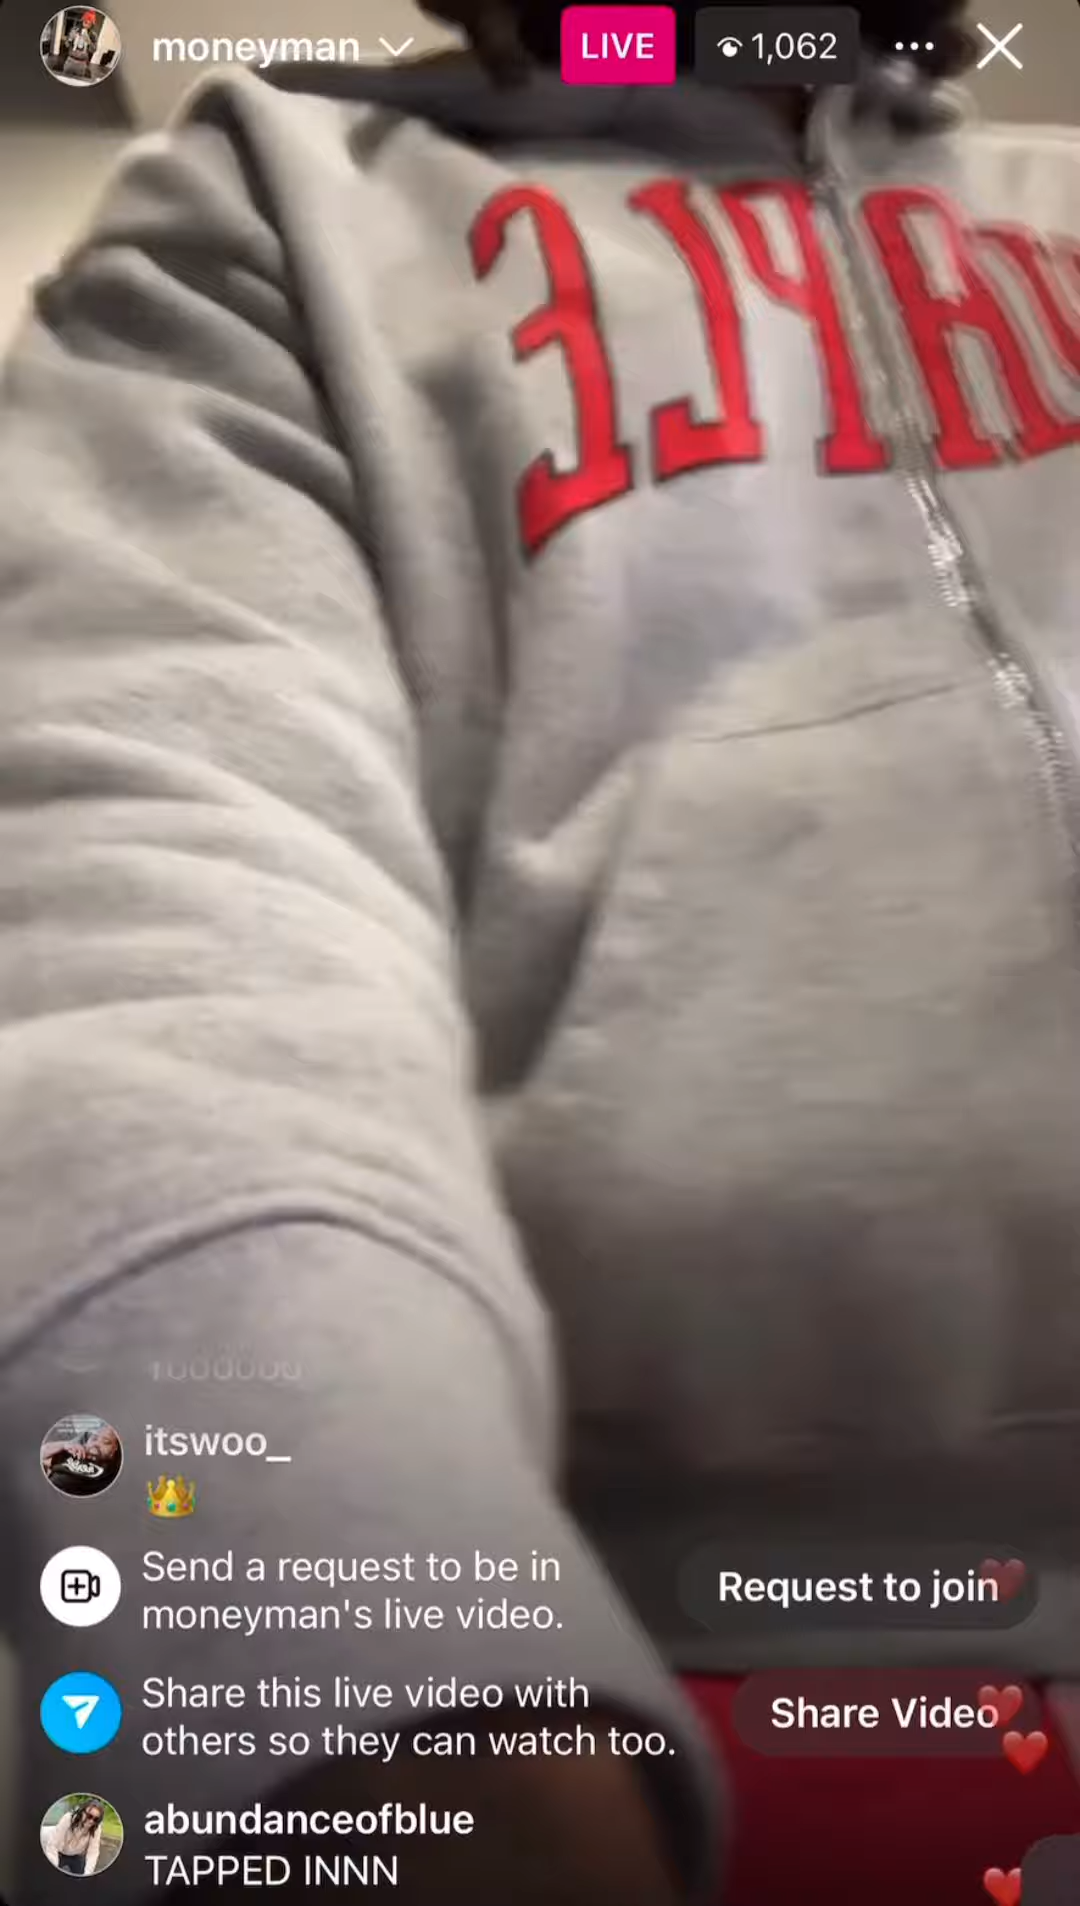 moneyman
LIVE
1,062
itswoo_
👑
Send a request to be in
moneyman's live video.
Request to join
Share this live video with
others so they can watch too.
Share Video
abundanceofblue
TAPPED INNN